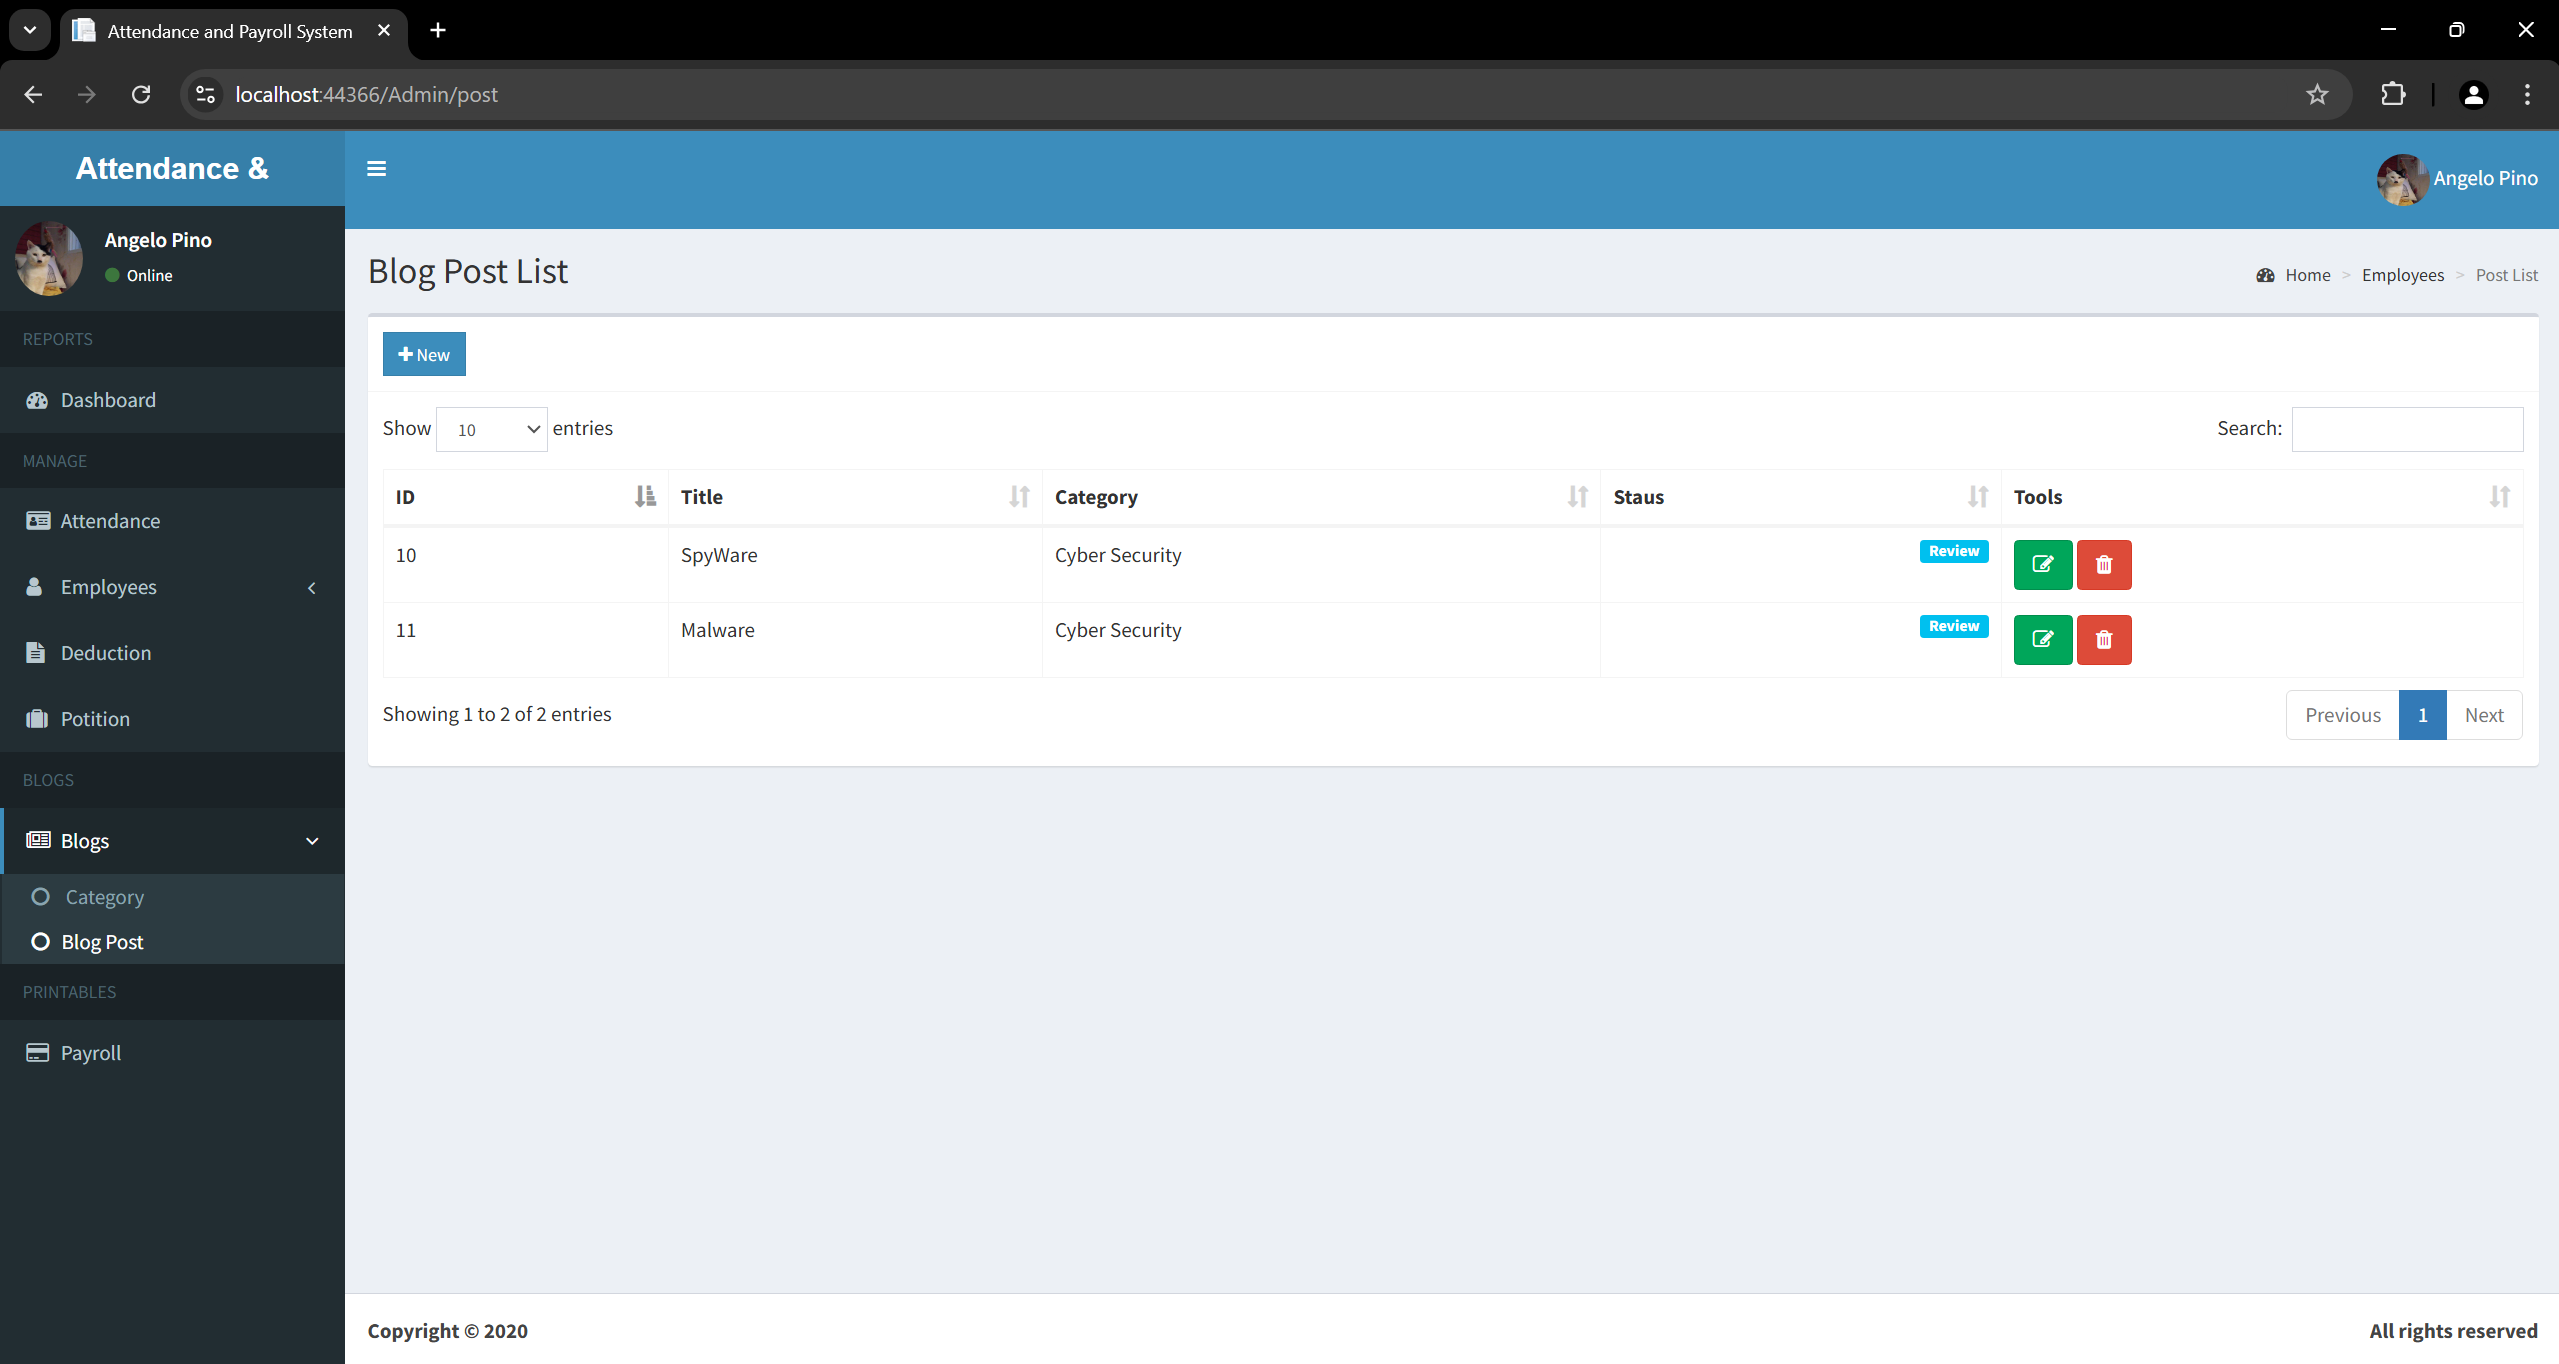 Attendance and Payroll System
localhost:44366/Admin/post
Attendance &
Angelo Pino
Angelo Pino
Online
REPORTS
Dashboard
MANAGE
Attendance
Employees
Deduction
Potition
BLOGS
Blogs
Category
Blog Post
PRINTABLES
Payroll
Blog Post List
Home > Employees > Post List
New
Show 10 entries
Search:
ID Title Category Staus Tools
10 SpyWare Cyber Security Review
11 Malware Cyber Security Review
Showing 1 to 2 of 2 entries
Previous 1 Next
Copyright © 2020
All rights reserved